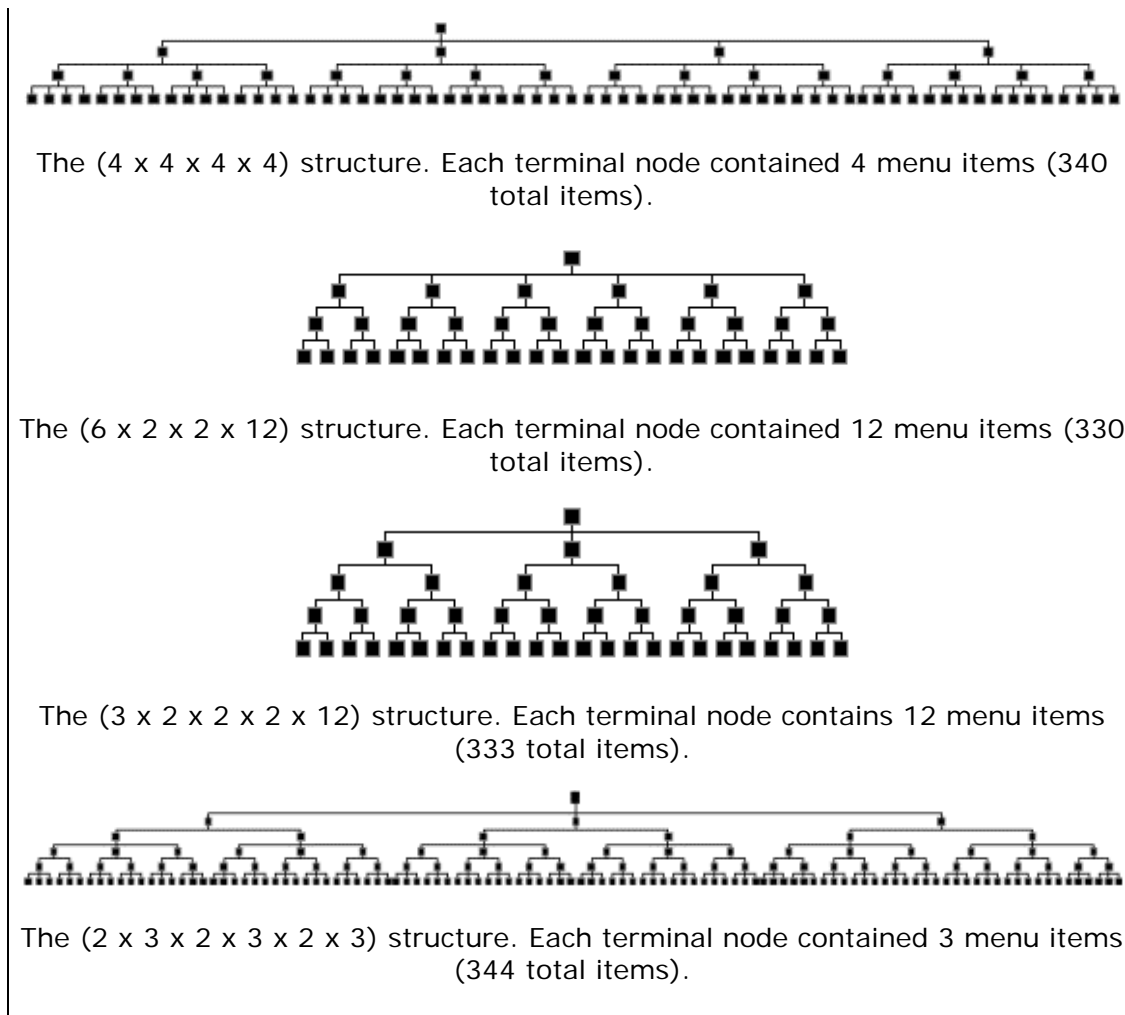 The (4 x 4 x 4 x 4) structure. Each terminal node contained 4 menu items (340
total items).
The (6 x 2 x 2 x 12) structure. Each terminal node contained 12 menu items (330
total items).
The (3 x 2 x 2 x 2 x 12) structure. Each terminal node contains 12 menu items
(333 total items).
The (2 x 3 x 2 x 3 x 2 x 3) structure. Each terminal node contained 3 menu items
(344 total items).